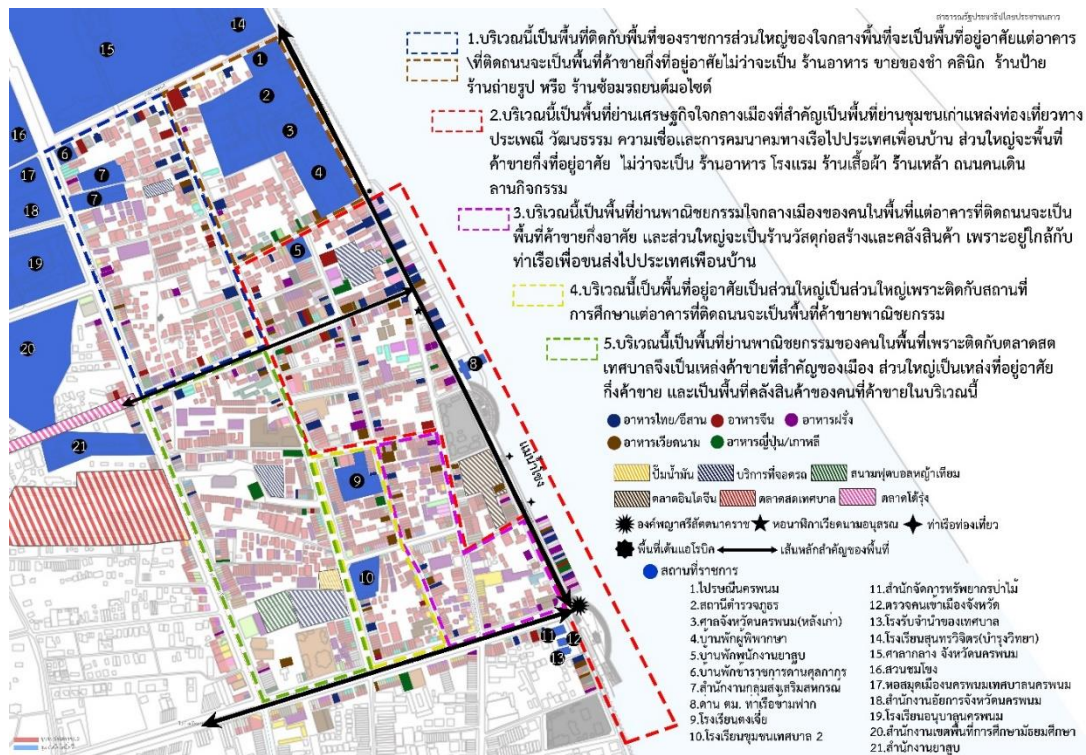 สาธารณรัฐประชาธิปไตยประชาชนลาว
1.บริเวณนี้เป็นพื้นที่ติดกับพื้นที่ของราชการส่วนใหญ่ของใจกลางพื้นที่จะเป็นพื้นที่อยู่อาศัยแต่อาคาร
\ที่ติดถนนจะเป็นพื้นที่ค้าขายกึ่งที่อยู่อาศัยไม่ว่าจะเป็น ร้านอาหาร ขายของชำ คลินิก ร้านป้าย
ร้านถ่ายรูป หรือ ร้านซ้อมรถยนต์มอไซต์
2.บริเวณนี้เป็นพื้นที่ย่านเศรษฐกิจใจกลางเมืองที่สำคัญเป็นพื้นที่ย่านชุมชนเก่าแหล่งท่องเที่ยวทาง
ประเพณี วัฒนธรรม ความเชื่อและการคมนาคมทางเรือไปประเทศเพื่อนบ้าน ส่วนใหญ่จะพื้นที่
ค้าขายกึ่งที่อยู่อาศัย ไม่ว่าจะเป็น ร้านอาหาร โรงแรม ร้านเสื้อผ้า ร้านเหล้า ถนนคนเดิน
ลานกิจกรรม
3.บริเวณนี้เป็นพื้นที่ย่านพาณิชยกรรมใจกลางเมืองของคนในพื้นที่แต่อาคารที่ติดถนนจะเป็น
พื้นที่ค้าขายกึ่งอาศัย และส่วนใหญ่จะเป็นร้านวัสดุก่อสร้างและคลังสินค้า เพราะอยู่ใกล้กับ
ท่าเรือเพื่อขนส่งไปประเทศเพือนบ้าน
4.บริเวณนี้เป็นพื้นที่อยู่อาศัยเป็นส่วนใหญ่เป็นส่วนใหญ่เพราะติดกับสถานที่
การศึกษาแต่อาคารที่ติดถนนจะเป็นพื้นที่ค้าขายพาณิชยกรรม
5.บริเวณนี้เป็นพื้นที่ย่านพาณิชยกรรมของคนในพื้นที่เพราะติดกับตลาดสด
เทศบาลจึงเป็นแหล่งค้าขายที่สำคัญของเมือง ส่วนใหญ่เป็นแหล่งที่อยู่อาศัย
กึ่งค้าขาย และเป็นพื้นที่คลังสินค้าของคนที่ค้าขายในบริเวณนี้
อาหารไทย/อีสาน อาหารจีน อาหารฝรั่ง
อาหารเวียดนาม อาหารญี่ปุ่น/เกาหลี
ปั๊มน้ำมัน บริการที่จอดรถ สนามฟุตบอลหญ้าเทียม
ตลาดอินโดจีน ตลาดสดเทศบาล ตลาดโต้รุ่ง
องค์พญาศรีสัตตนาคราช หอนาฬิกาเวียดนามอนุสรณ์ ท่าเรือท่องเที่ยว
พื้นที่เต้นแอโรบิค เส้นหลักสำคัญของพื้นที่
สถานที่ราชการ
1.ไปรษณีนครพนม
2.สถานีตำรวจภูธร
3.ศาลจังหวัดนครพนม(หลังเก่า)
4.บ้านพักผู้พิพากษา
5.บ้านพักพนักงานยาสูบ
6.บ้านพักข้าราชการด่านศุลกากร
7.สำนักงานกลุ่มส่งเสริมสหกรณ์
8.ด่าน ตม. ท่าเรือข้ามฟาก
9.โรงเรียนตงเจี่ย
10.โรงเรียนชุมชนเทศบาล 2
11.สำนักจัดการทรัพยากรป่าไม้
12.ตรวจคนเข้าเมืองจังหวัด
13.โรงรับจำนำของเทศบาล
14.โรงเรียนสุนทรวิจิตร(บำรุงวิทยา)
15.ศาลากลาง จังหวัดนครพนม
16.สวนชมโขง
17.หอสมุดเมืองนครพนมเทศบาลนครพนม
18.สำนักงานอัยการจังหวัดนครพนม
19.โรงเรียนอนุบาลนครพนม
20.สำนักงานเขตพื้นที่การศึกษามัธยมศึกษา
21.สำนักงานยาสูบ
แม่น้ำโขง
14
15
1
2
3
4
16
6
17
7
7
18
5
19
20
8
21
9
10
11
12
13